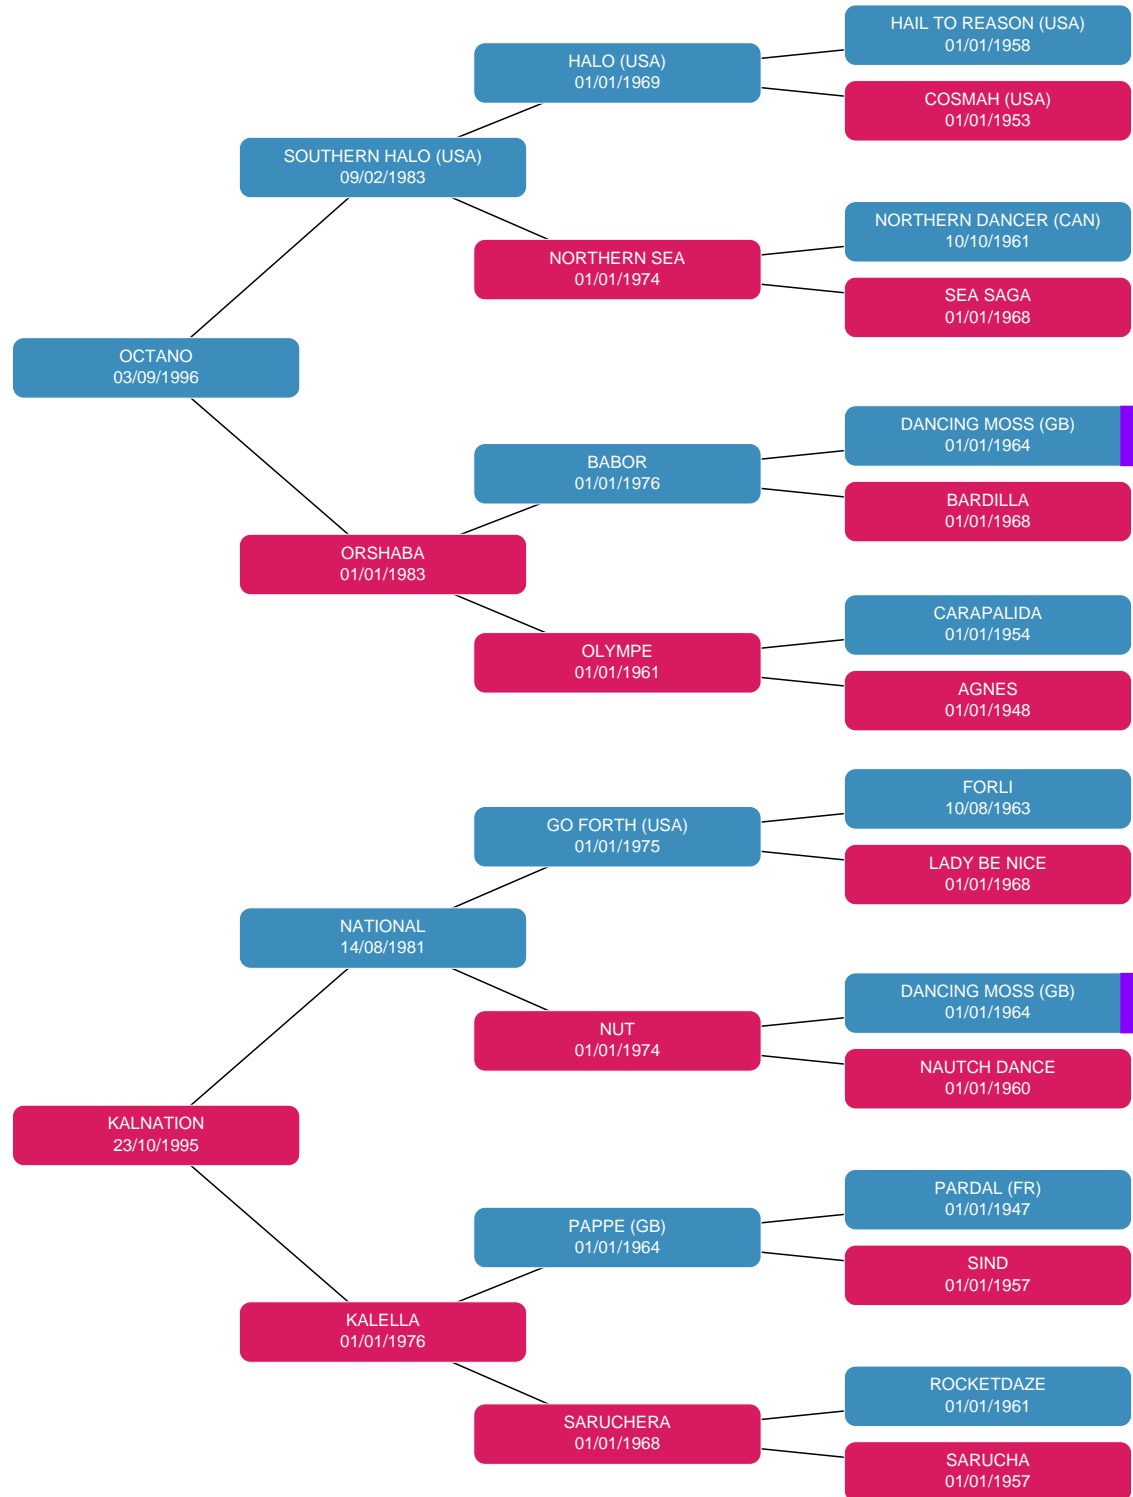 HAIL TO REASON (USA)
01/01/1958
HALO (USA)
01/01/1969
COSMAH (USA)
01/01/1953
SOUTHERN HALO (USA)
09/02/1983
NORTHERN DANCER (CAN)
10/10/1961
NORTHERN SEA
01/01/1974
SEA SAGA
01/01/1968
OCTANO
03/09/1996
DANCING MOSS (GB)
01/01/1964
BABOR
01/01/1976
BARDILLA
01/01/1968
ORSHABA
01/01/1983
CARAPALIDA
01/01/1954
OLYMPE
01/01/1961
AGNES
01/01/1948
FORLI
10/08/1963
GO FORTH (USA)
01/01/1975
LADY BE NICE
01/01/1968
NATIONAL
14/08/1981
DANCING MOSS (GB)
01/01/1964
NUT
01/01/1974
NAUTCH DANCE
01/01/1960
KALNATION
23/10/1995
PARDAL (FR)
01/01/1947
PAPPE (GB)
01/01/1964
SIND
01/01/1957
KALELLA
01/01/1976
ROCKETDAZE
01/01/1961
SARUCHERA
01/01/1968
SARUCHA
01/01/1957